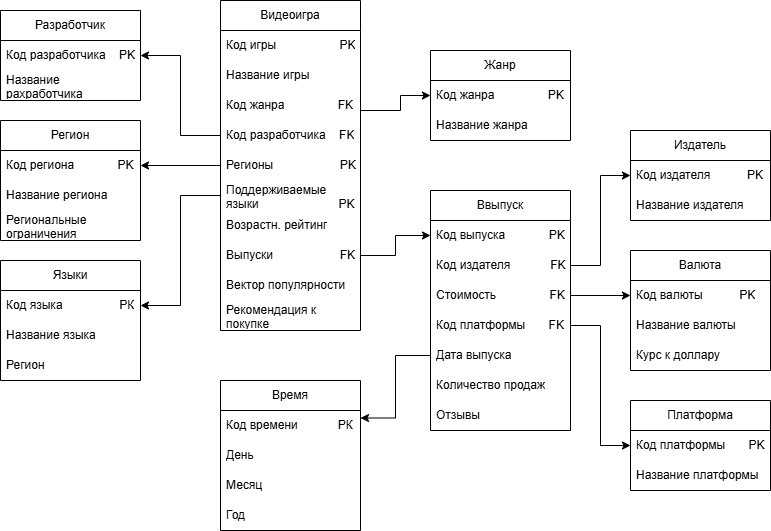 Разработчик
Код разработчика PK
Название
рахработчика
Регион
Код региона PK
Название региона
Региональные
ограничения
Языки
Код языка PK
Название языка
Регион
Видеоигра
Код игры PK
Название игры
Код жанра FK
Код разработчика FK
Регионы PK
Поддерживаемые
языки PK
Возрастн. рейтинг
Выпуски FK
Вектор популярности
Рекомендация к
покупке
Время
Код времени PK
День
Месяц
Год
Жанр
Код жанра PK
Название жанра
Ввыпуск
Код выпуска PK
Код издателя FK
Стоимость FK
Код платформы FK
Дата выпуска
Количество продаж
Отзывы
Издатель
Код издателя PK
Название издателя
Валюта
Код валюты PK
Название валюты
Курс к доллару
Платформа
Код платформы PK
Название платформы